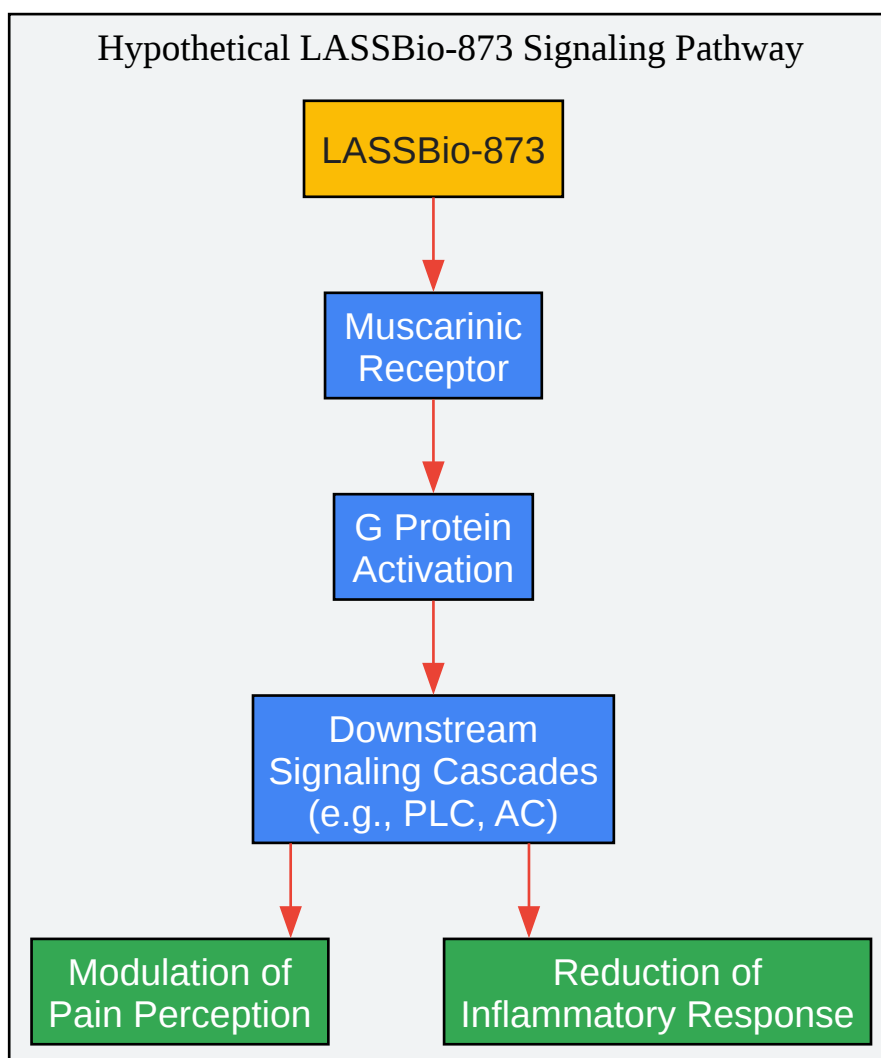 Hypothetical LASSBio-873 Signaling Pathway
LASSBio-873
Muscarinic
Receptor
G Protein
Activation
Downstream
Signaling Cascades
(e.g., PLC, AC)
Modulation of
Pain Perception
Reduction of
Inflammatory Response